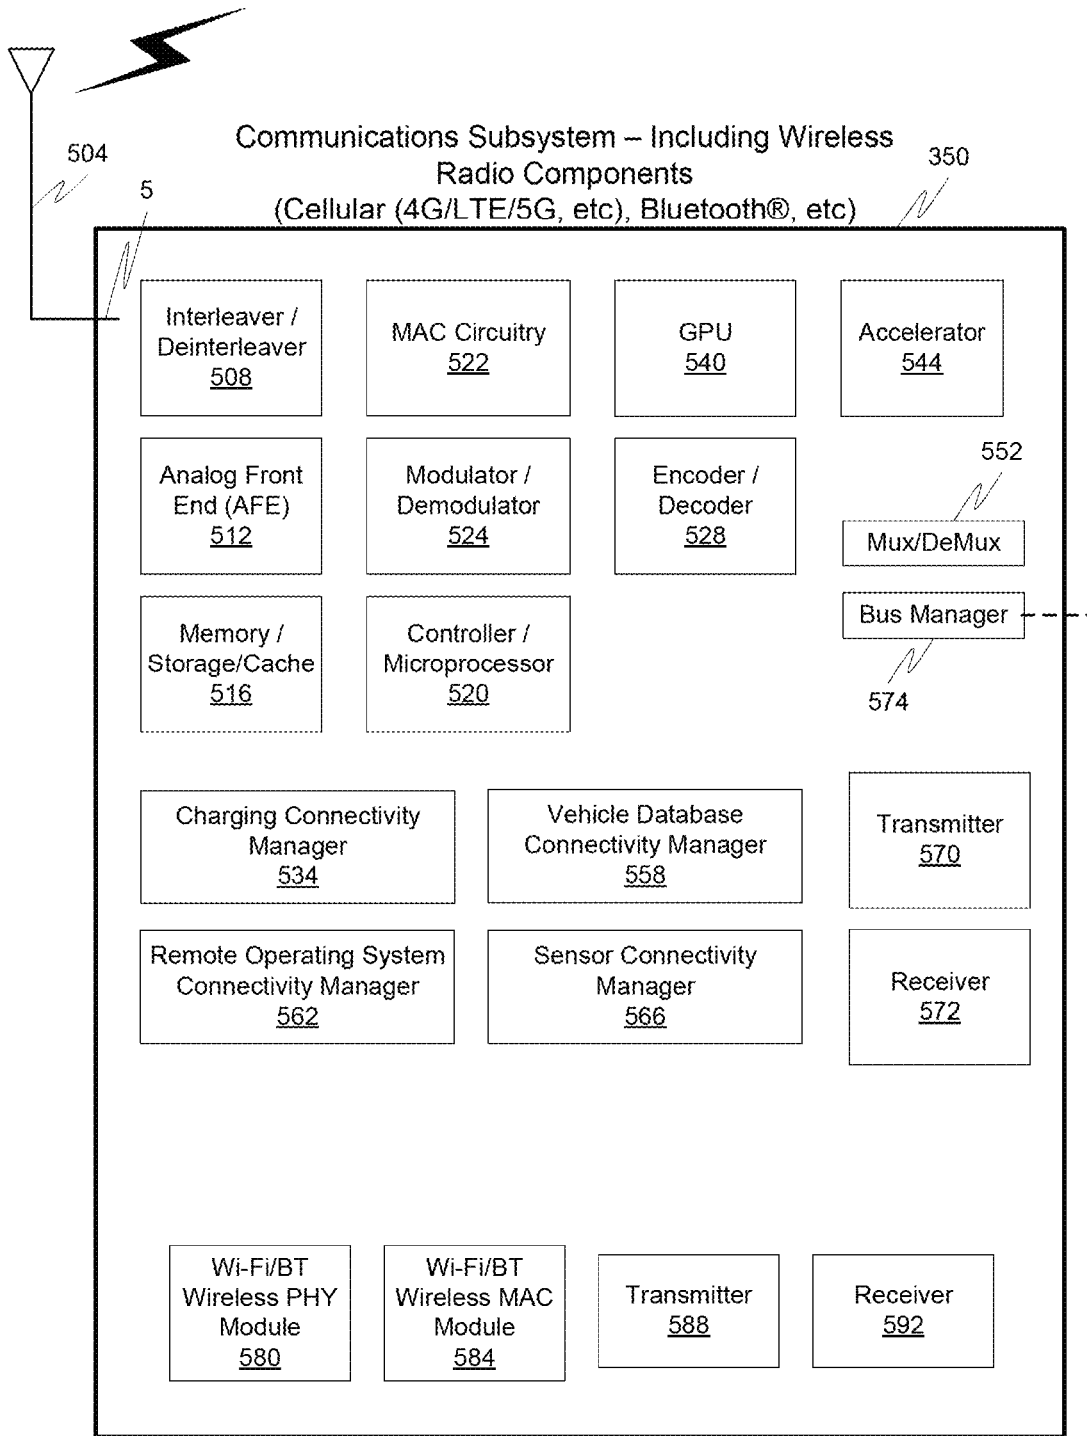 Communications Subsystem – Including Wireless
Radio Components
(Cellular (4G/LTE/5G, etc), Bluetooth®, etc)
504
5
350
Interleaver /
Deinterleaver
508
MAC Circuitry
522
GPU
540
Accelerator
544
Analog Front
End (AFE)
512
Modulator /
Demodulator
524
Encoder /
Decoder
528
552
Mux/DeMux
Bus Manager
574
Memory /
Storage/Cache
516
Controller /
Microprocessor
520
Charging Connectivity
Manager
534
Vehicle Database
Connectivity Manager
558
Transmitter
570
Remote Operating System
Connectivity Manager
562
Sensor Connectivity
Manager
566
Receiver
572
Wi-Fi/BT
Wireless PHY
Module
580
Wi-Fi/BT
Wireless MAC
Module
584
Transmitter
588
Receiver
592